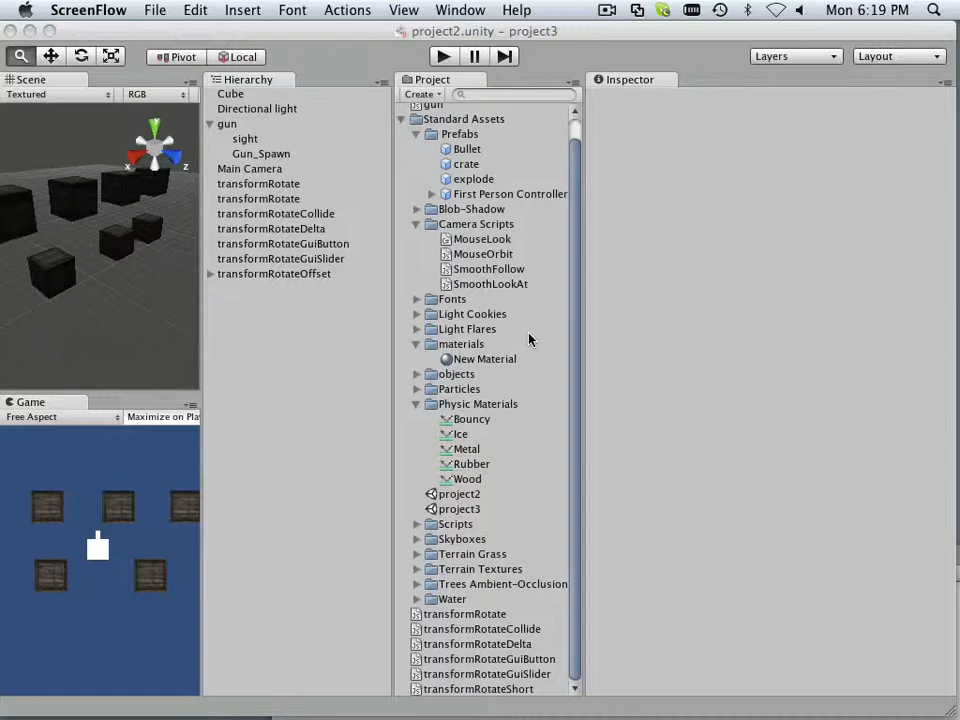 ScreenFlow File Edit Insert Font Actions Arrange View Window Help Mon 6:19 PM
project2.unity – project3
Pivot Local Layers Layout
Scene
Textured RGB
Hierarchy
Cube
Directional light
gun
sight
Gun_Spawn
Main Camera
transformRotate
transformRotate
transformRotateCollide
transformRotateDelta
transformRotateGuiButton
transformRotateGuiSlider
transformRotateOffset
Project
Create
gun
Standard Assets
Prefabs
Bullet
crate
explode
First Person Controller
Blob-Shadow
Camera Scripts
MouseLook
MouseOrbit
SmoothFollow
SmoothLookAt
Fonts
Light Cookies
Light Flares
materials
New Material
objects
Particles
Physic Materials
Bouncy
Ice
Metal
Rubber
Wood
project2
project3
Scripts
Skyboxes
Terrain Grass
Terrain Textures
Trees Ambient-Occlusion
Water
transformRotate
transformRotateCollide
transformRotateDelta
transformRotateGuiButton
transformRotateGuiSlider
transformRotateShort
Inspector
y
x
z
Game
Free Aspect Maximize on Pla